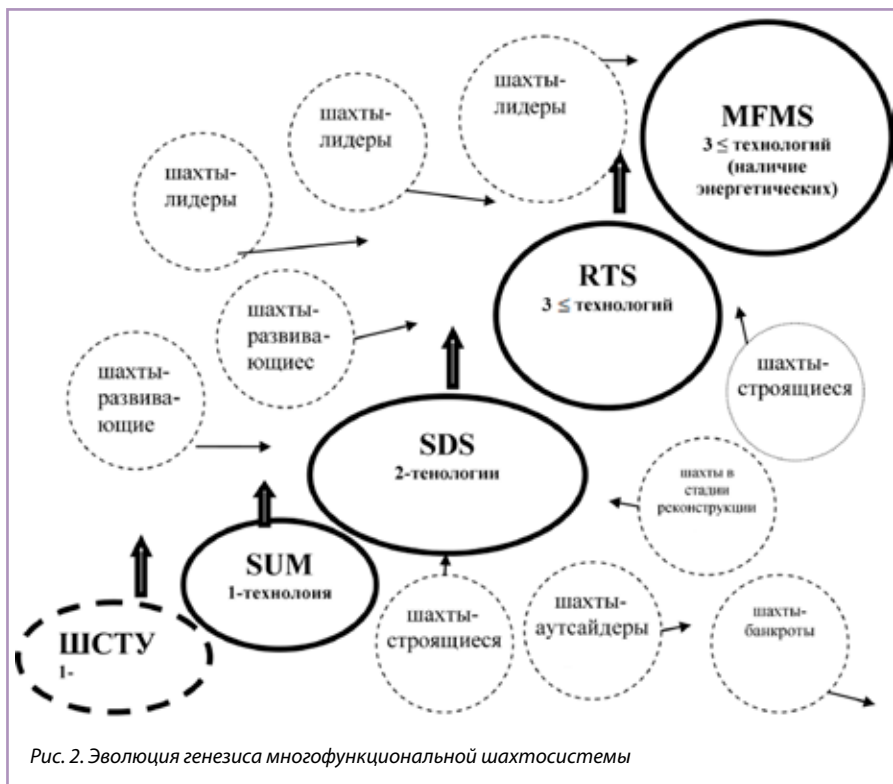 шахты-
лидеры
MFMS
3 ≤ технологий
(наличие
энергетических)
шахты-
лидеры
шахты-
лидеры
RTS
3 ≤ технологий
шахты-
развива-
ющиес
шахты-
строящиеся
шахты-
развива-
ющие
SDS
2-тенологии
шахты в
стадии
реконструкции
SUM
1-технолоия
шахты-
строящиеся
шахты-
аутсайдеры
шахты-
банкроты
ШСТУ
1-
Рис. 2. Эволюция генезиса многофункциональной шахтосистемы